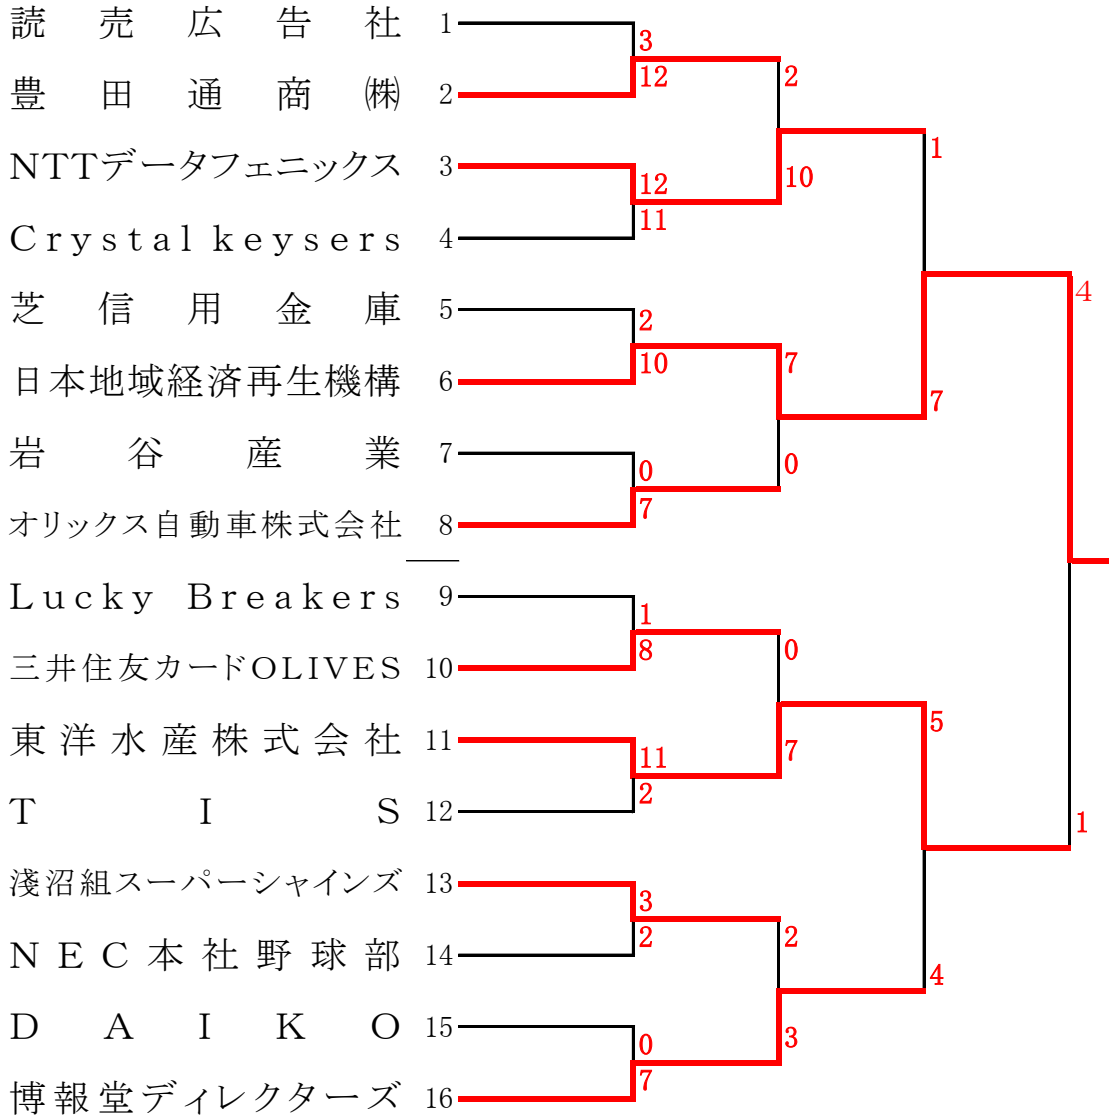 読売広告社 1
3
豊田通商㈱ 2
12
2
NTTデータフェニックス 3
12
10
1
Crystal keysers 4
11
芝信用金庫 5
2
4
日本地域経済再生機構 6
10
7
7
岩谷産業 7
0
0
オリックス自動車株式会社 8
7
Lucky Breakers 9
1
三井住友カードOLIVES 10
8
0
東洋水産株式会社 11
11
7
5
TIS 12
2
1
淺沼組スーパーシャインズ 13
3
NEC本社野球部 14
2
2
4
DAIKO 15
0
3
博報堂ディレクターズ 16
7